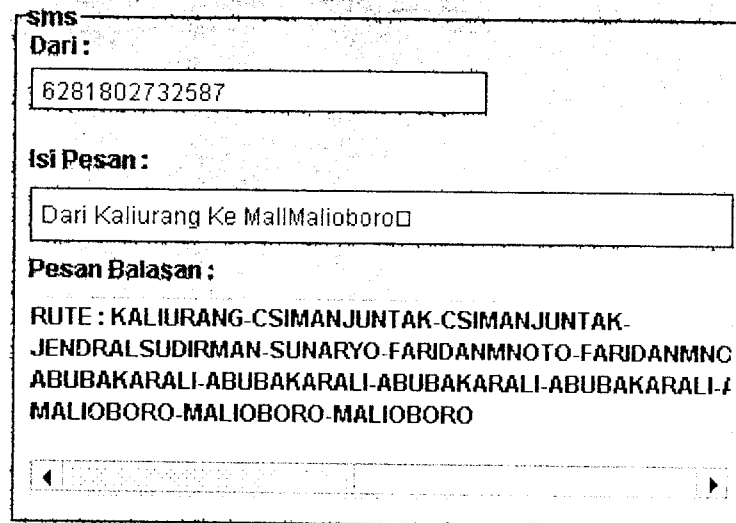 sms
Dari :
6281802732587
Isi Pesan :
Dari Kaliurang Ke MallMalioboro□
Pesan Balasan :
RUTE : KALIURANG-CSIMANJUNTAK-CSIMANJUNTAK-
JENDRALSUDIRMAN-SUNARYO-FARIDANMNOTO-FARIDANMNO
ABUBAKARALI-ABUBAKARALI-ABUBAKARALI-ABUBAKARALI-A
MALIOBORO-MALIOBORO-MALIOBORO